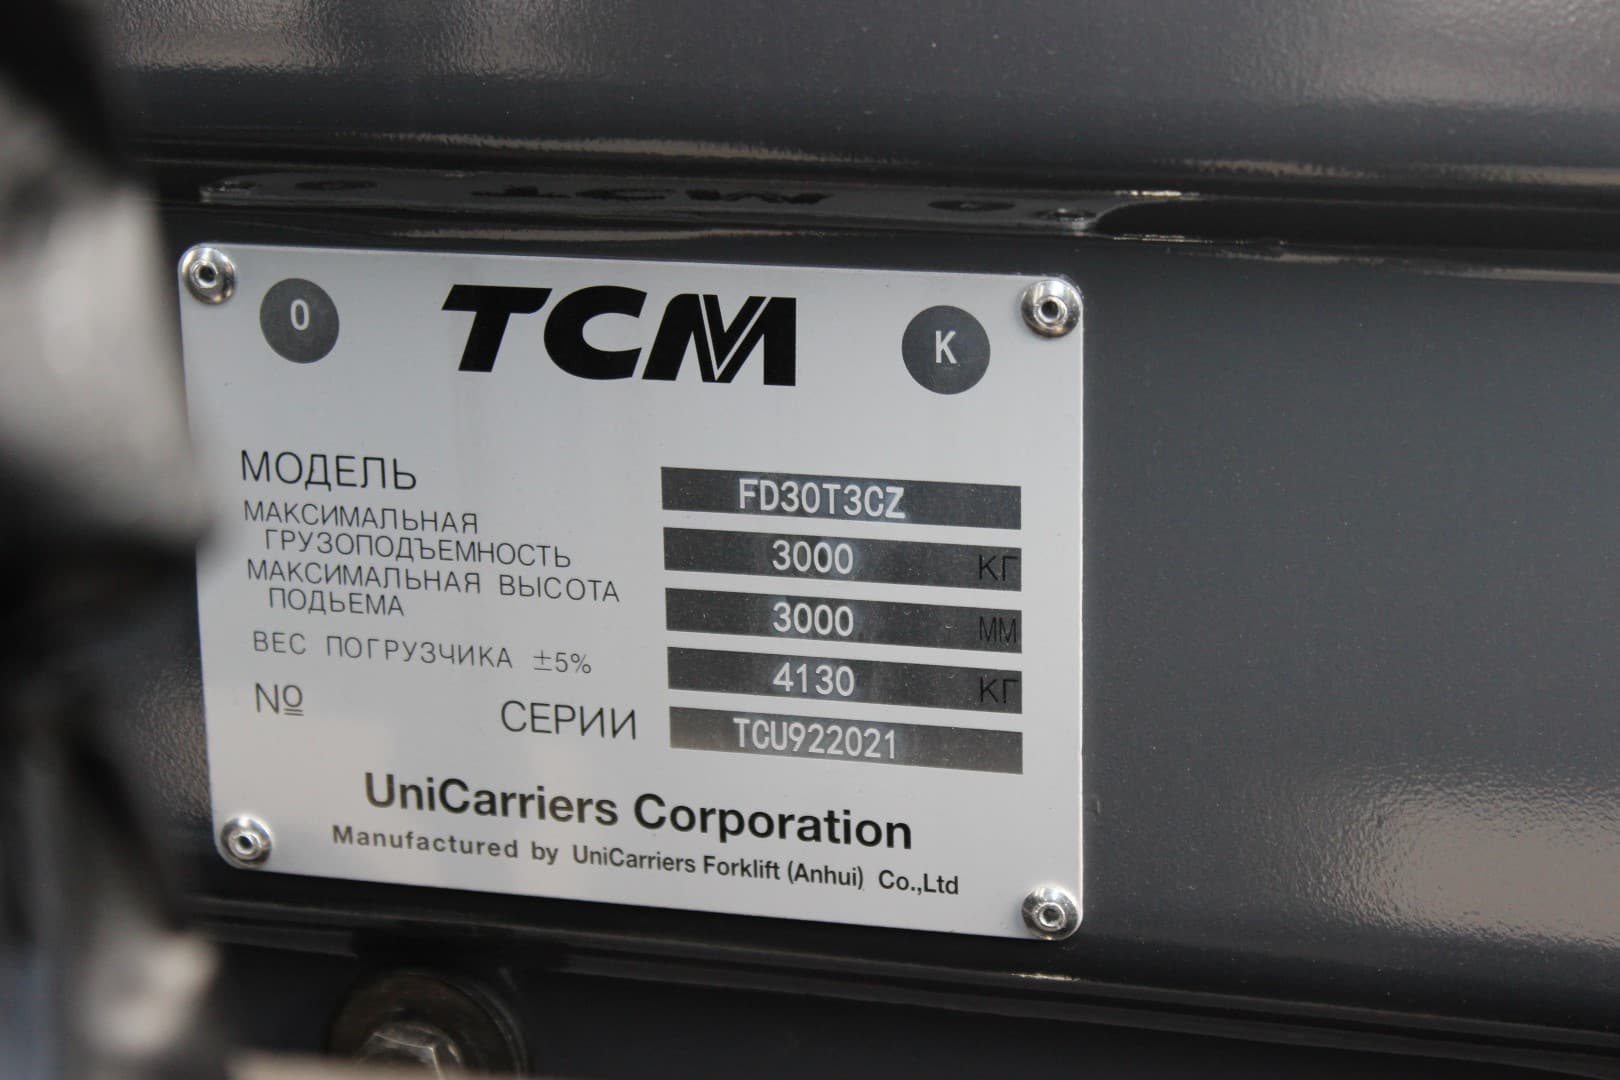 O TCM K
МОДЕЛЬ FD30T3CZ
МАКСИМАЛЬНАЯ
ГРУЗОПОДЪЕМНОСТЬ 3000 КГ
МАКСИМАЛЬНАЯ ВЫСОТА
ПОДЬЕМА 3000 ММ
ВЕС ПОГРУЗЧИКА ±5% 4130 КГ
№ СЕРИИ TCU922021
UniCarriers Corporation
Manufactured by UniCarriers Forklift (Anhui) Co.,Ltd